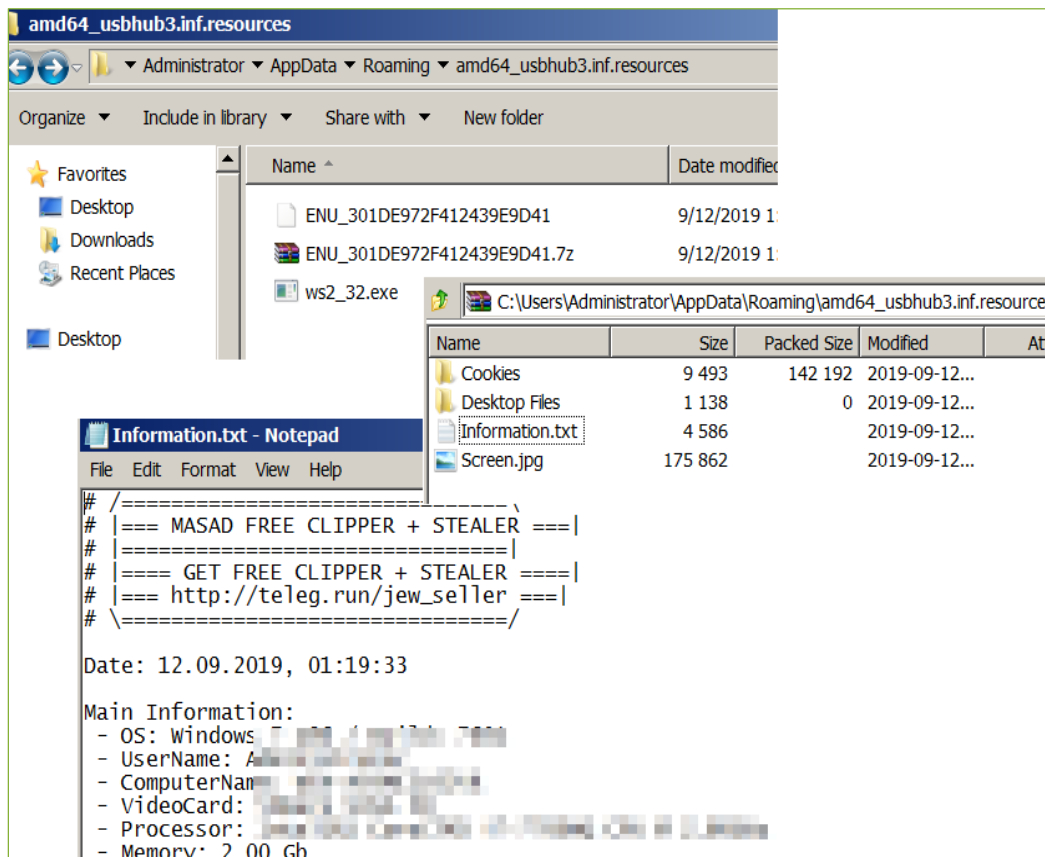 amd64_usbhub3.inf.resources
Administrator AppData Roaming amd64_usbhub3.inf.resources
Organize Include in library Share with New folder
Favorites
Desktop
Downloads
Recent Places
Desktop
Name Date modified
ENU_301DE972F412439E9D41 9/12/2019 1:
ENU_301DE972F412439E9D41.7z 9/12/2019 1:
ws2_32.exe
C:\Users\Administrator\AppData\Roaming\amd64_usbhub3.inf.resource
Name Size Packed Size Modified At
Cookies 9 493 142 192 2019-09-12...
Desktop Files 1 138 0 2019-09-12...
Information.txt 4 586 2019-09-12...
Screen.jpg 175 862 2019-09-12...
Information.txt - Notepad
File Edit Format View Help
# /===============================\
# |=== MASAD FREE CLIPPER + STEALER ===|
# |===============================|
# |==== GET FREE CLIPPER + STEALER ====|
# |=== http://teleg.run/jew_seller ===|
# \===============================/
Date: 12.09.2019, 01:19:33
Main Information:
- OS: Windows
- UserName:
- ComputerNam
- VideoCard:
- Processor:
- Memory: 2,00 Gb